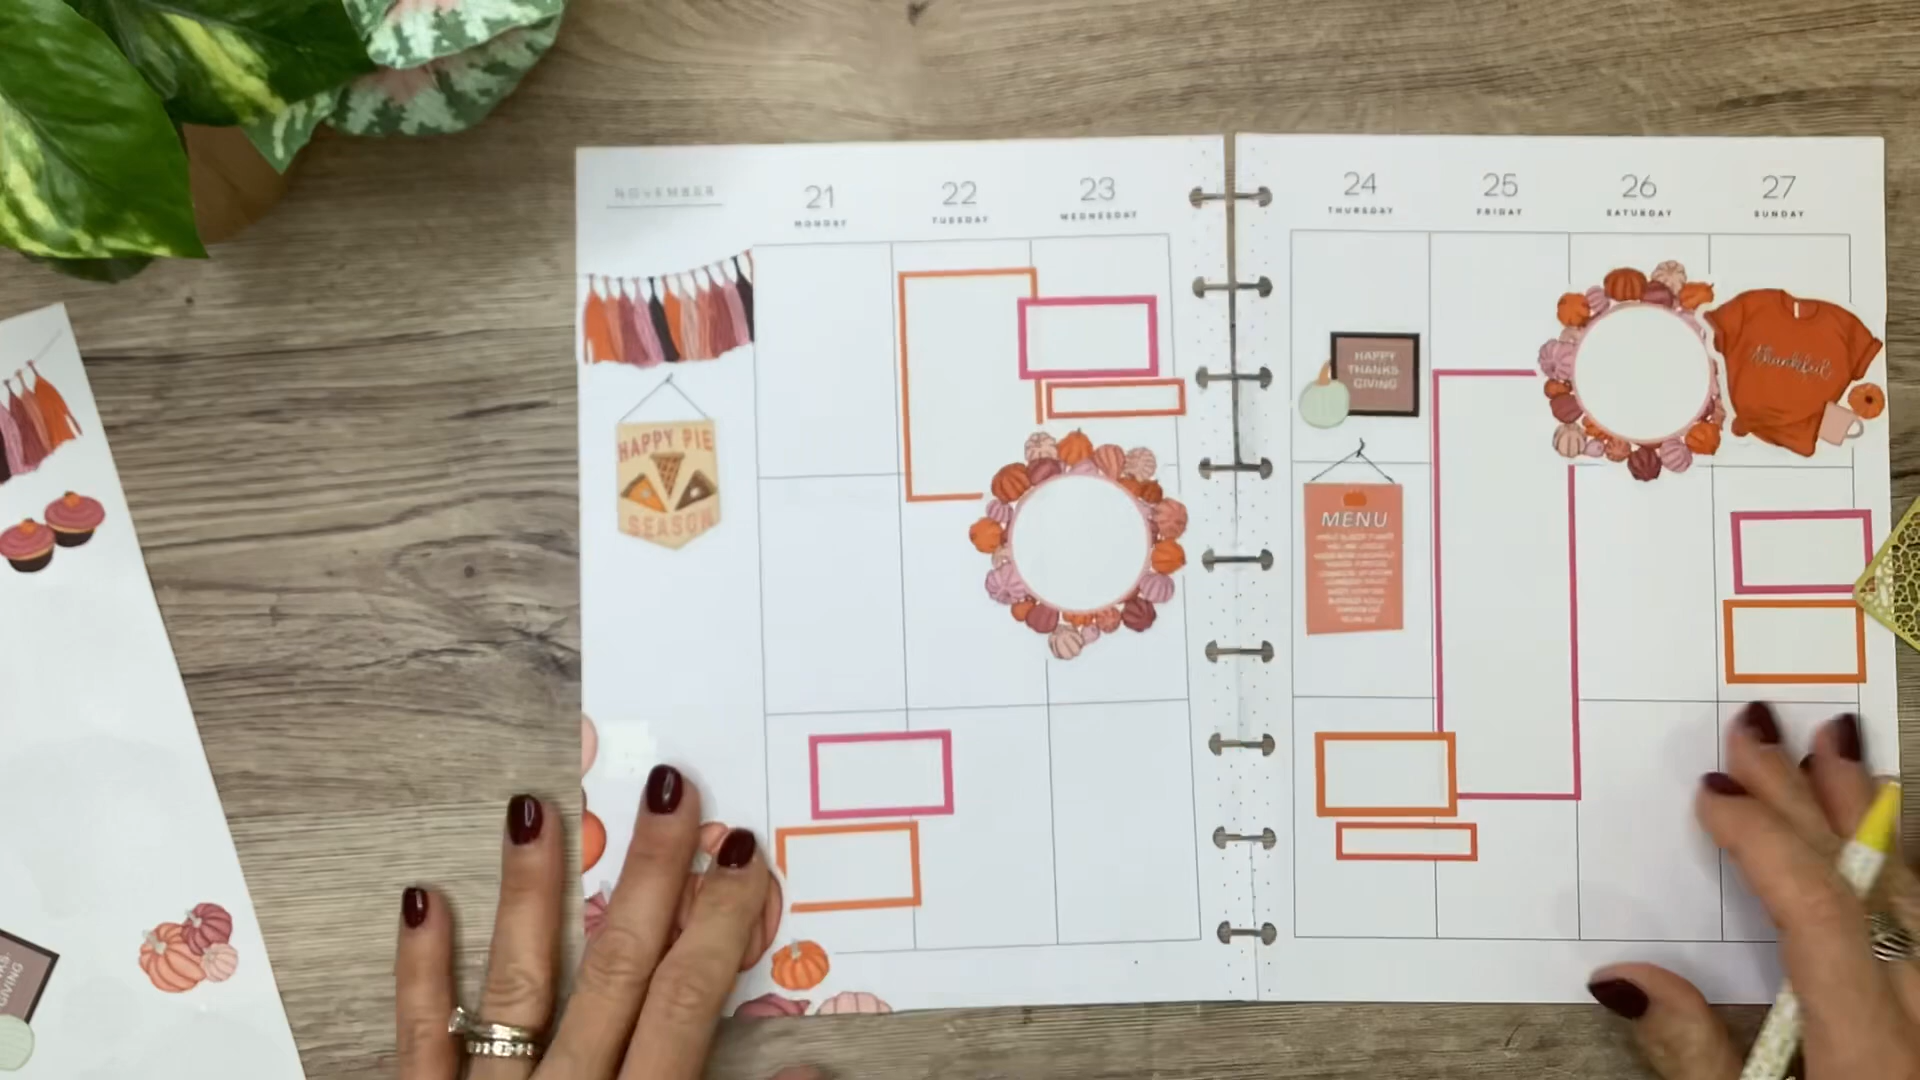 NOVEMBER
21
MONDAY
22
TUESDAY
23
WEDNESDAY
24
THURSDAY
25
FRIDAY
26
SATURDAY
27
SUNDAY
HAPPY PIE
SEASON
HAPPY
THANKS
GIVING
MENU
thankful
GIVING